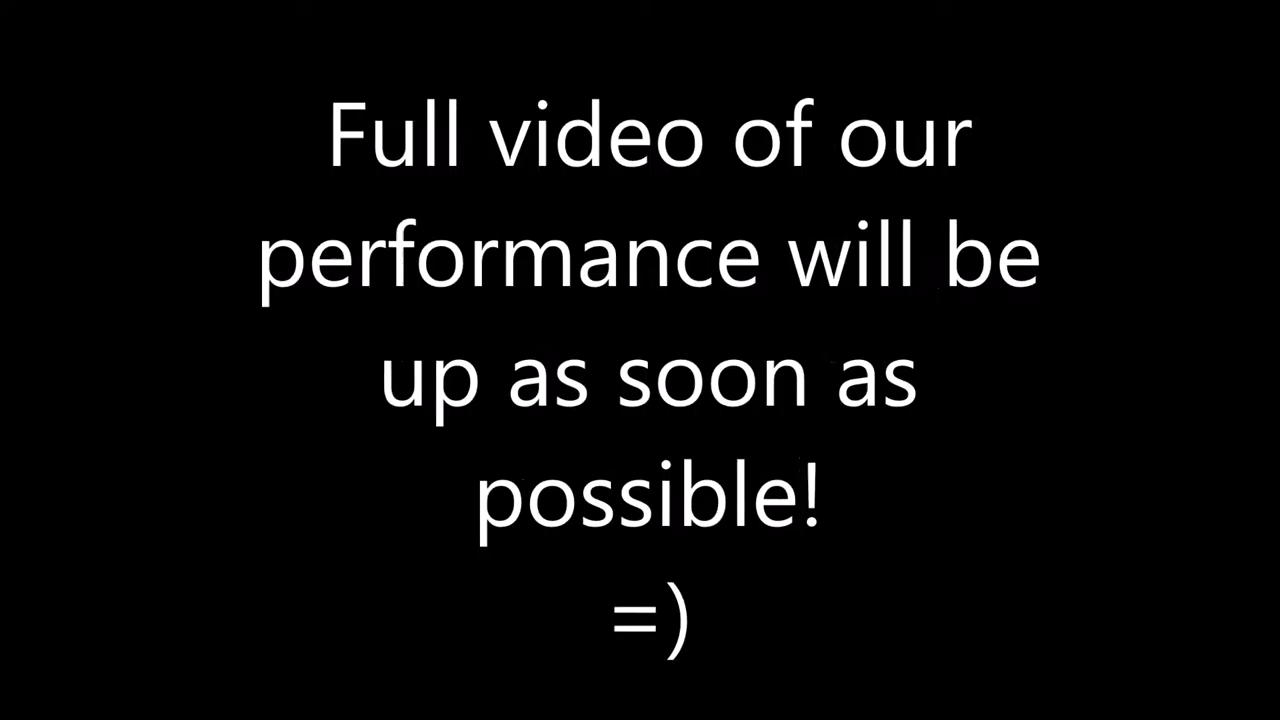 Full video of our
performance will be
up as soon as
possible!
=)